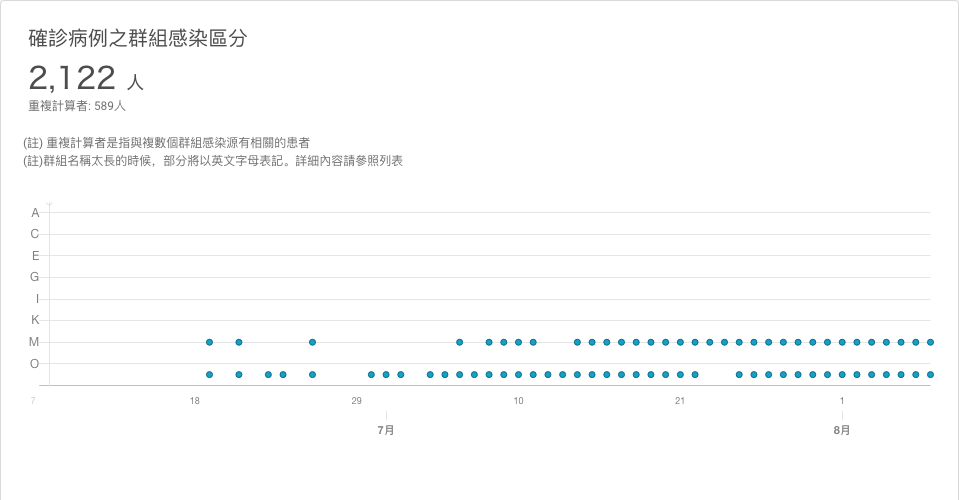 確診病例之群組感染區分
2,122 人
重複計算者: 589人
(註) 重複計算者是指與複數個群組感染源有相關的患者
(註)群組名稱太長的時候，部分將以英文字母表記。詳細內容請參照列表
A
C
E
G
I
K
M
O
7 18 29 10 21 1
7月 8月